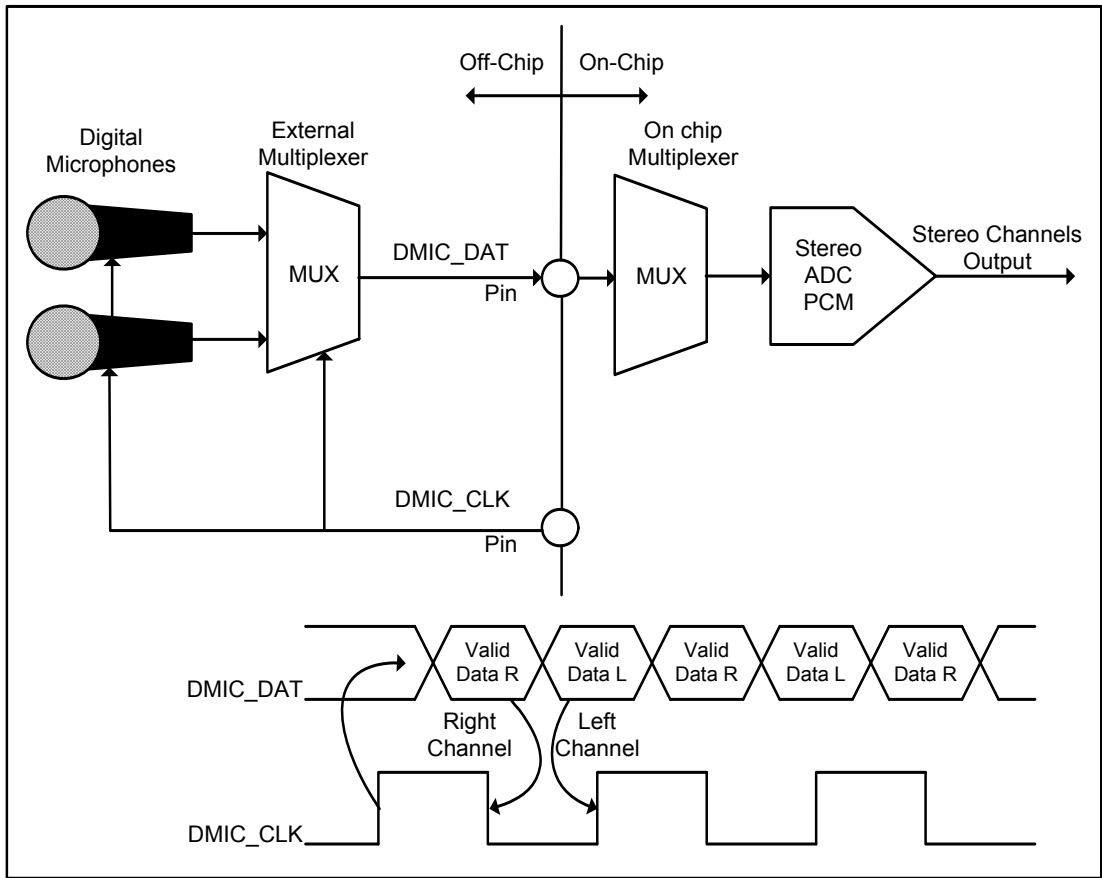 Off-Chip
On-Chip
Digital
Microphones
External
Multiplexer
On chip
Multiplexer
MUX
DMIC_DAT
Pin
MUX
Stereo
ADC
PCM
Stereo Channels
Output
DMIC_CLK
Pin
DMIC_DAT
Valid
Data R
Valid
Data L
Valid
Data R
Valid
Data L
Valid
Data R
Right
Channel
Left
Channel
DMIC_CLK